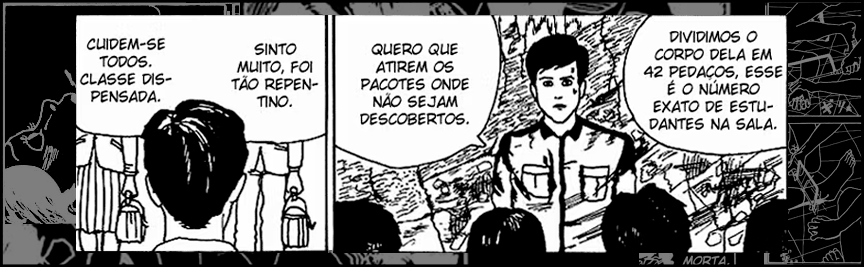 DIVIDIMOS O
CORPO DELA EM
42 PEDAÇOS, ESSE
É O NÚMERO
EXATO DE ESTU-
DANTES NA SALA.
QUERO QUE
ATIREM OS
PACOTES ONDE
NÃO SEJAM
DESCOBERTOS.
SINTO
MUITO, FOI
TÃO REPEN-
TINO.
CUIDEM-SE
TODOS.
CLASSE DIS-
PENSADA.
MORTA.